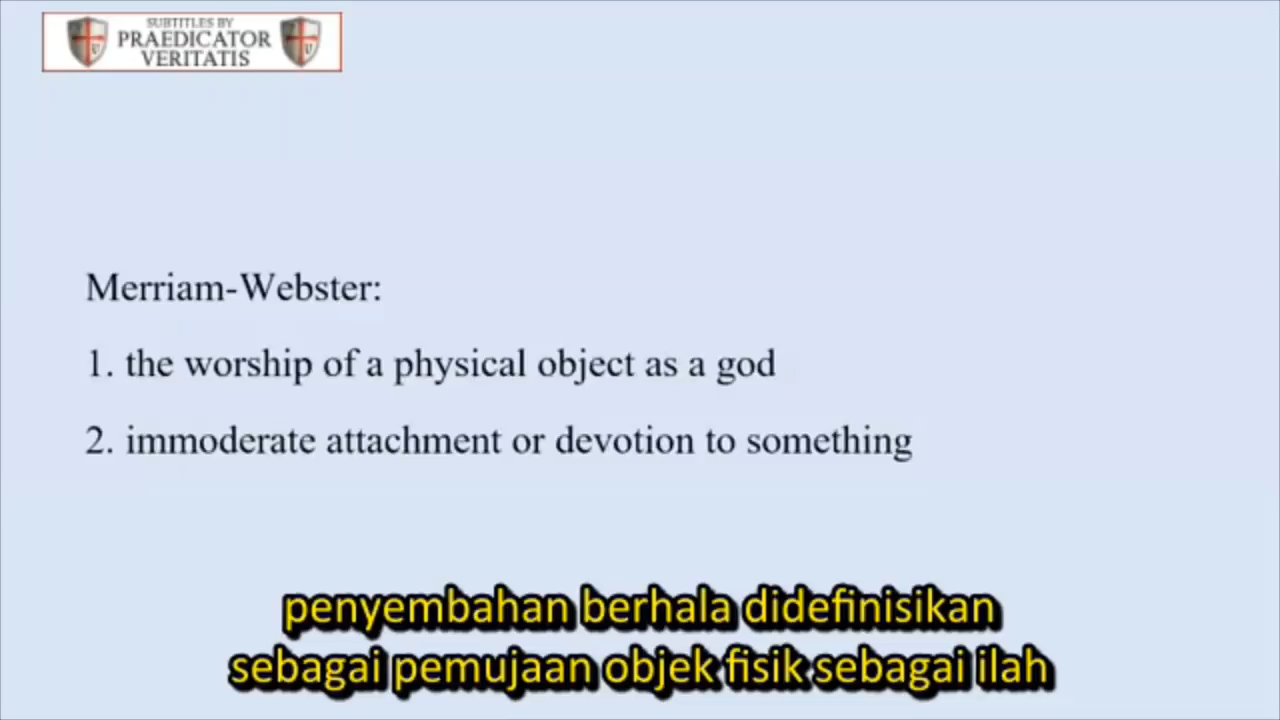 SUBTITLES BY
PRAEDICATOR
VERITATIS
Merriam-Webster:
1. the worship of a physical object as a god
2. immoderate attachment or devotion to something
penyembahan berhala didefinisikan
sebagai pemujaan objek fisik sebagai ilah